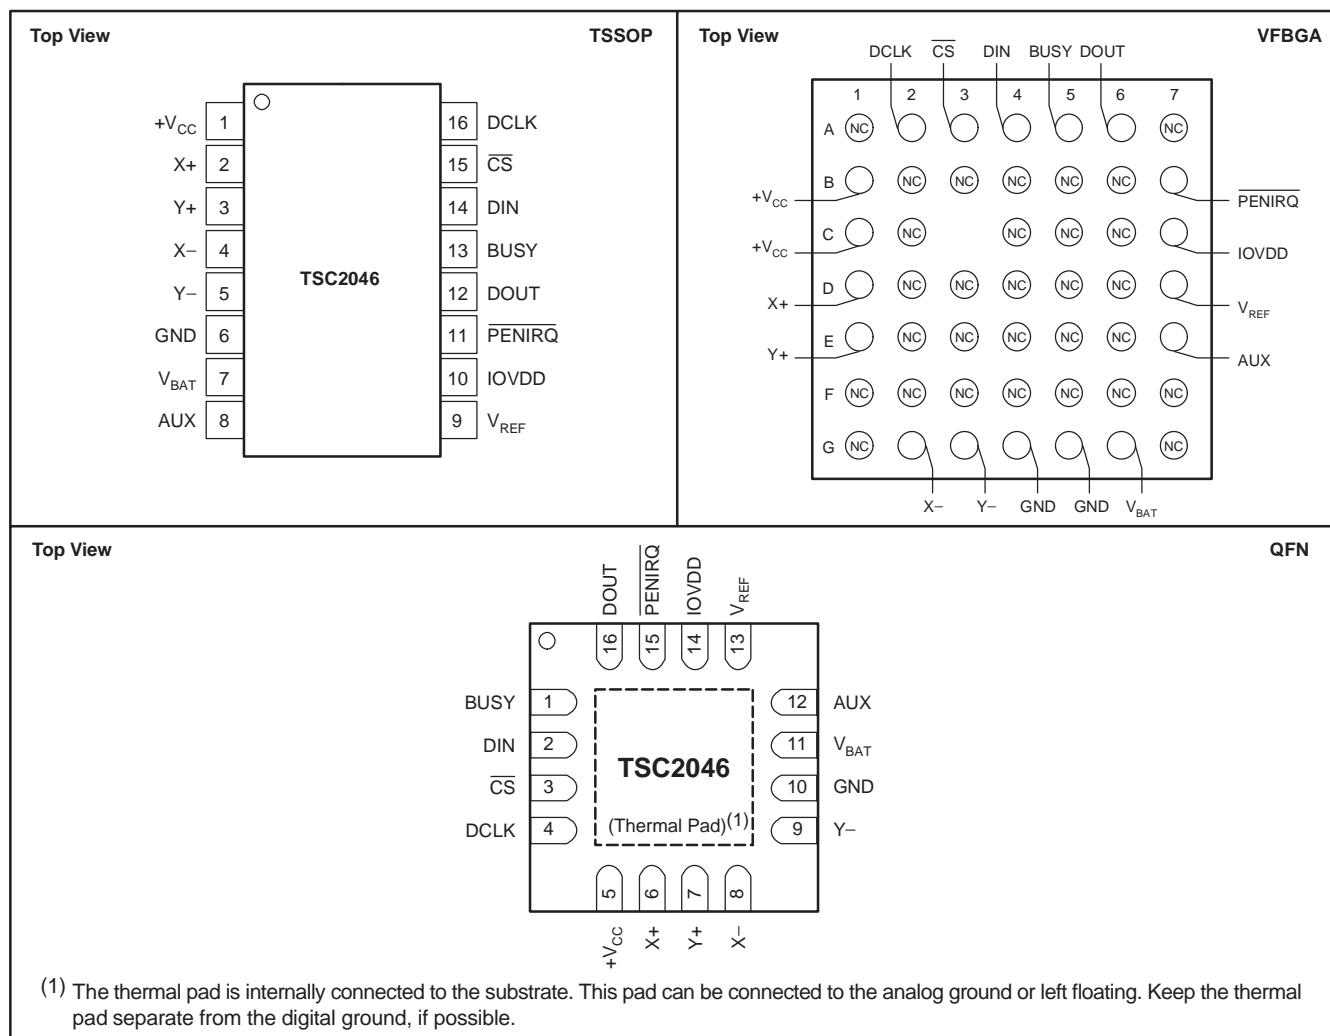 Top View TSSOP
+VCC 1 16 DCLK
X+ 2 15 CS
Y+ 3 14 DIN
X− 4 13 BUSY
TSC2046
Y− 5 12 DOUT
GND 6 11 PENIRQ
VBAT 7 10 IOVDD
AUX 8 9 VREF
Top View VFBGA
DCLK CS DIN BUSY DOUT
1 2 3 4 5 6 7
A NC NC
B NC NC NC NC NC
+VCC PENIRQ
C NC NC NC NC
+VCC IOVDD
D NC NC NC NC NC
X+ VREF
E NC NC NC NC NC
Y+ AUX
F NC NC NC NC NC NC NC
G NC NC
X− Y− GND GND VBAT
Top View QFN
DOUT PENIRQ IOVDD VREF
16 15 14 13
BUSY 1 12 AUX
DIN 2 11 VBAT
TSC2046
CS 3 10 GND
DCLK 4 (Thermal Pad)(1) 9 Y−
5 6 7 8
+VCC X+ Y+ X−
(1) The thermal pad is internally connected to the substrate. This pad can be connected to the analog ground or left floating. Keep the thermal
pad separate from the digital ground, if possible.